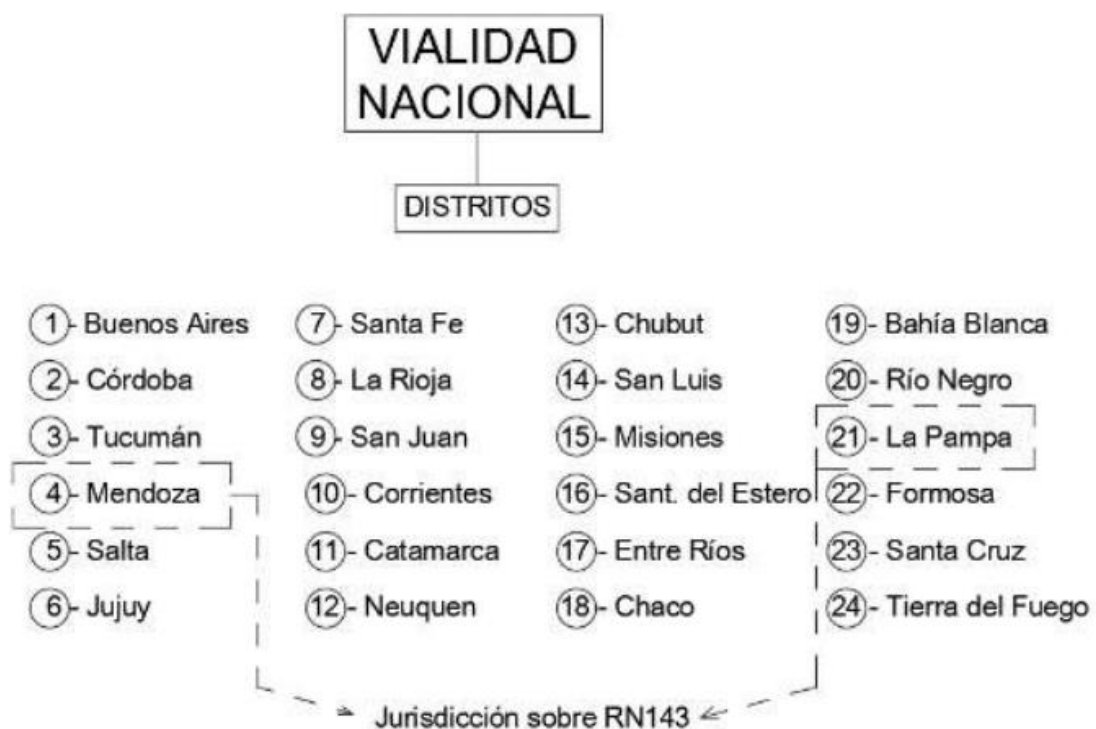 VIALIDAD
NACIONAL
DISTRITOS
1- Buenos Aires
2- Córdoba
3- Tucumán
4- Mendoza
5- Salta
6- Jujuy
7- Santa Fe
8- La Rioja
9- San Juan
10- Corrientes
11- Catamarca
12- Neuquen
13- Chubut
14- San Luis
15- Misiones
16- Sant. del Estero
17- Entre Ríos
18- Chaco
19- Bahía Blanca
20- Río Negro
21- La Pampa
22- Formosa
23- Santa Cruz
24- Tierra del Fuego
Jurisdicción sobre RN143